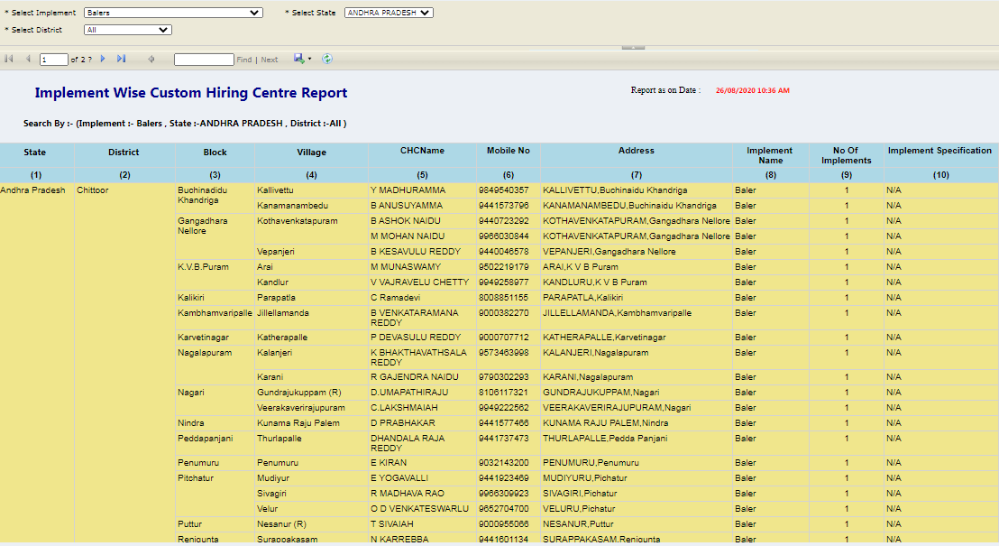 * Select Implement Balers * Select State ANDHRA PRADESH
* Select District All
1 of 2 ? Find | Next
Implement Wise Custom Hiring Centre Report
Report as on Date : 26/08/2020 10:36 AM
Search By :- (Implement :- Balers , State :-ANDHRA PRADESH , District :-All )
State District Block Village CHCName Mobile No Address Implement Name No Of Implements Implement Specification
(1) (2) (3) (4) (5) (6) (7) (8) (9) (10)
Andhra Pradesh Chittoor Buchinadidu Khandriga Kallivettu Y MADHURAMMA 9849540357 KALLIVETTU,Buchinaidu Khandriga Baler 1 N/A
Kanamanambedu B ANUSUYAMMA 9441573796 KANAMANAMBEDU,Buchinaidu Khandriga Baler 1 N/A
Gangadhara Nellore Kothavenkatapuram B ASHOK NAIDU 9440723292 KOTHAVENKATAPURAM,Gangadhara Nellore Baler 1 N/A
M MOHAN NAIDU 9966030844 KOTHAVENKATAPURAM,Gangadhara Nellore Baler 1 N/A
Vepanjeri B KESAVULU REDDY 9440046578 VEPANJERI,Gangadhara Nellore Baler 1 N/A
K.V.B.Puram Arai M MUNASWAMY 9502219179 ARAI,K V B Puram Baler 1 N/A
Kandlur V VAJRAVELU CHETTY 9949258977 KANDLURU,K V B Puram Baler 1 N/A
Kalikiri Parapatla C Ramadevi 8008851155 PARAPATLA,Kalikiri Baler 1 N/A
Kambhamvaripalle Jillellamanda B VENKATARAMANA REDDY 9000382270 JILLELLAMANDA,Kambhamvaripalle Baler 1 N/A
Karvetinagar Katherapalle P DEVASULU REDDY 9000707712 KATHERAPALLE,Karvetinagar Baler 1 N/A
Nagalapuram Kalanjeri K BHAKTHAVATHSALA REDDY 9573463998 KALANJERI,Nagalapuram Baler 1 N/A
Karani R GAJENDRA NAIDU 9790302293 KARANI,Nagalapuram Baler 1 N/A
Nagari Gundrajukuppam (R) D.UMAPATHIRAJU 8106117321 GUNDRAJUKUPPAM,Nagari Baler 1 N/A
Veerakaverirajupuram C.LAKSHMAIAH 9949222562 VEERAKAVERIRAJUPURAM,Nagari Baler 1 N/A
Nindra Kunama Raju Palem D PRABHAKAR 9441577466 KUNAMA RAJU PALEM,Nindra Baler 1 N/A
Peddapanjani Thurlapalle DHANDALA RAJA REDDY 9441737473 THURLAPALLE,Pedda Panjani Baler 1 N/A
Penumuru Penumuru E KIRAN 9032143200 PENUMURU,Penumuru Baler 1 N/A
Pitchatur Mudiyur E YOGAVALLI 9441923469 MUDIYURU,Pichatur Baler 1 N/A
Sivagiri R MADHAVA RAO 9966309923 SIVAGIRI,Pichatur Baler 1 N/A
Velur O D VENKATESWARLU 9652704700 VELURU,Pichatur Baler 1 N/A
Puttur Nesanur (R) T SIVAIAH 9000955066 NESANUR,Puttur Baler 1 N/A
Renigunta Surappakasam N KARREBBA 9441601134 SURAPPAKASAM,Renigunta Baler 1 N/A